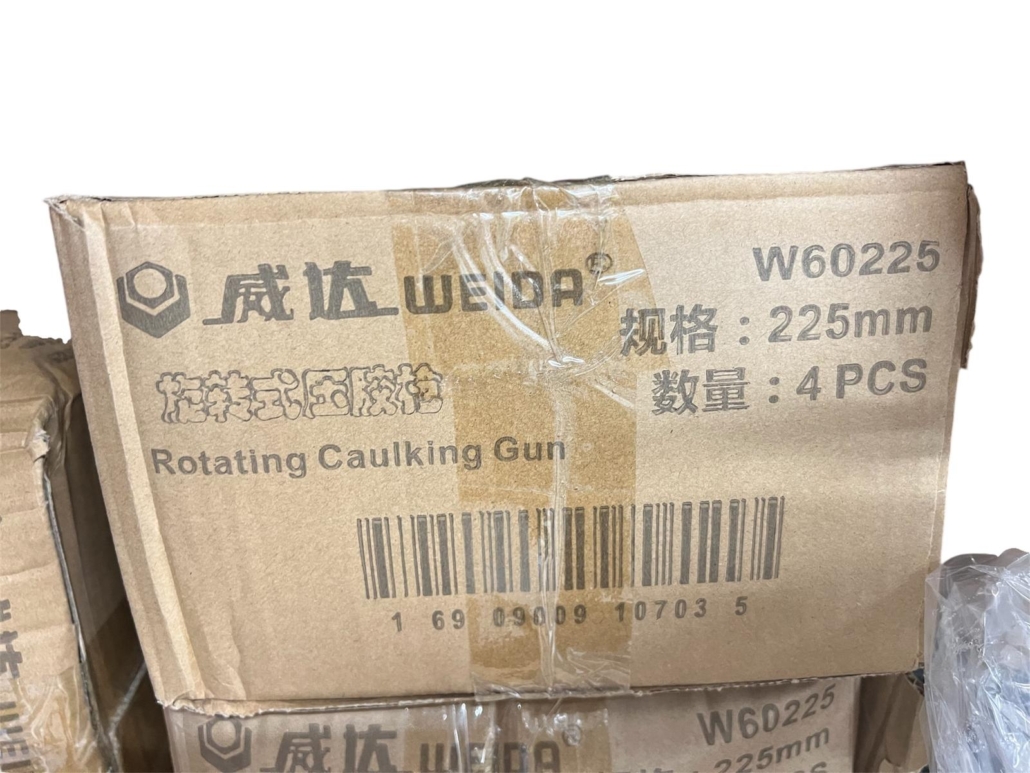 威达 WEIDA®
W60225
规格：225mm
数量：4 PCS
旋转式压胶枪
Rotating Caulking Gun
1 69 09009 10703 5
威达 WEIDA®
W60225
225mm